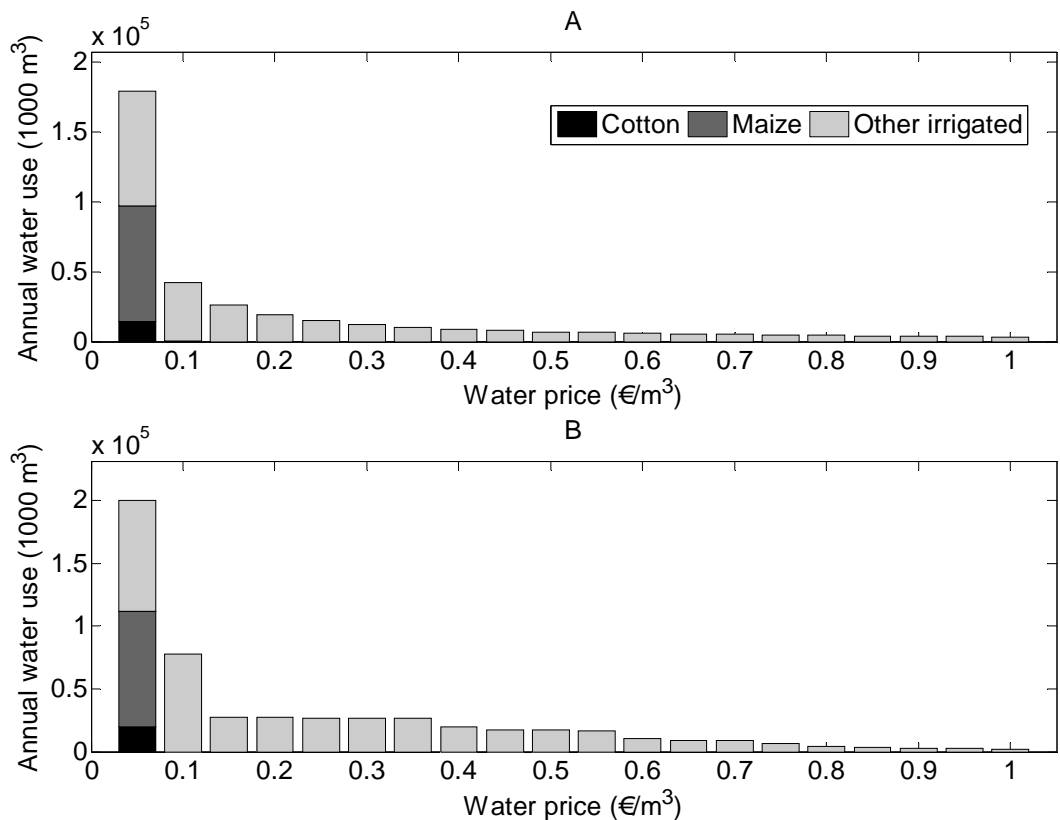 A
x 10^5
Annual water use (1000 m^3)
2
1.5
1
0.5
0
Cotton Maize Other irrigated
0 0.1 0.2 0.3 0.4 0.5 0.6 0.7 0.8 0.9 1
Water price (€/m^3)
B
x 10^5
Annual water use (1000 m^3)
2
1.5
1
0.5
0
0 0.1 0.2 0.3 0.4 0.5 0.6 0.7 0.8 0.9 1
Water price (€/m^3)